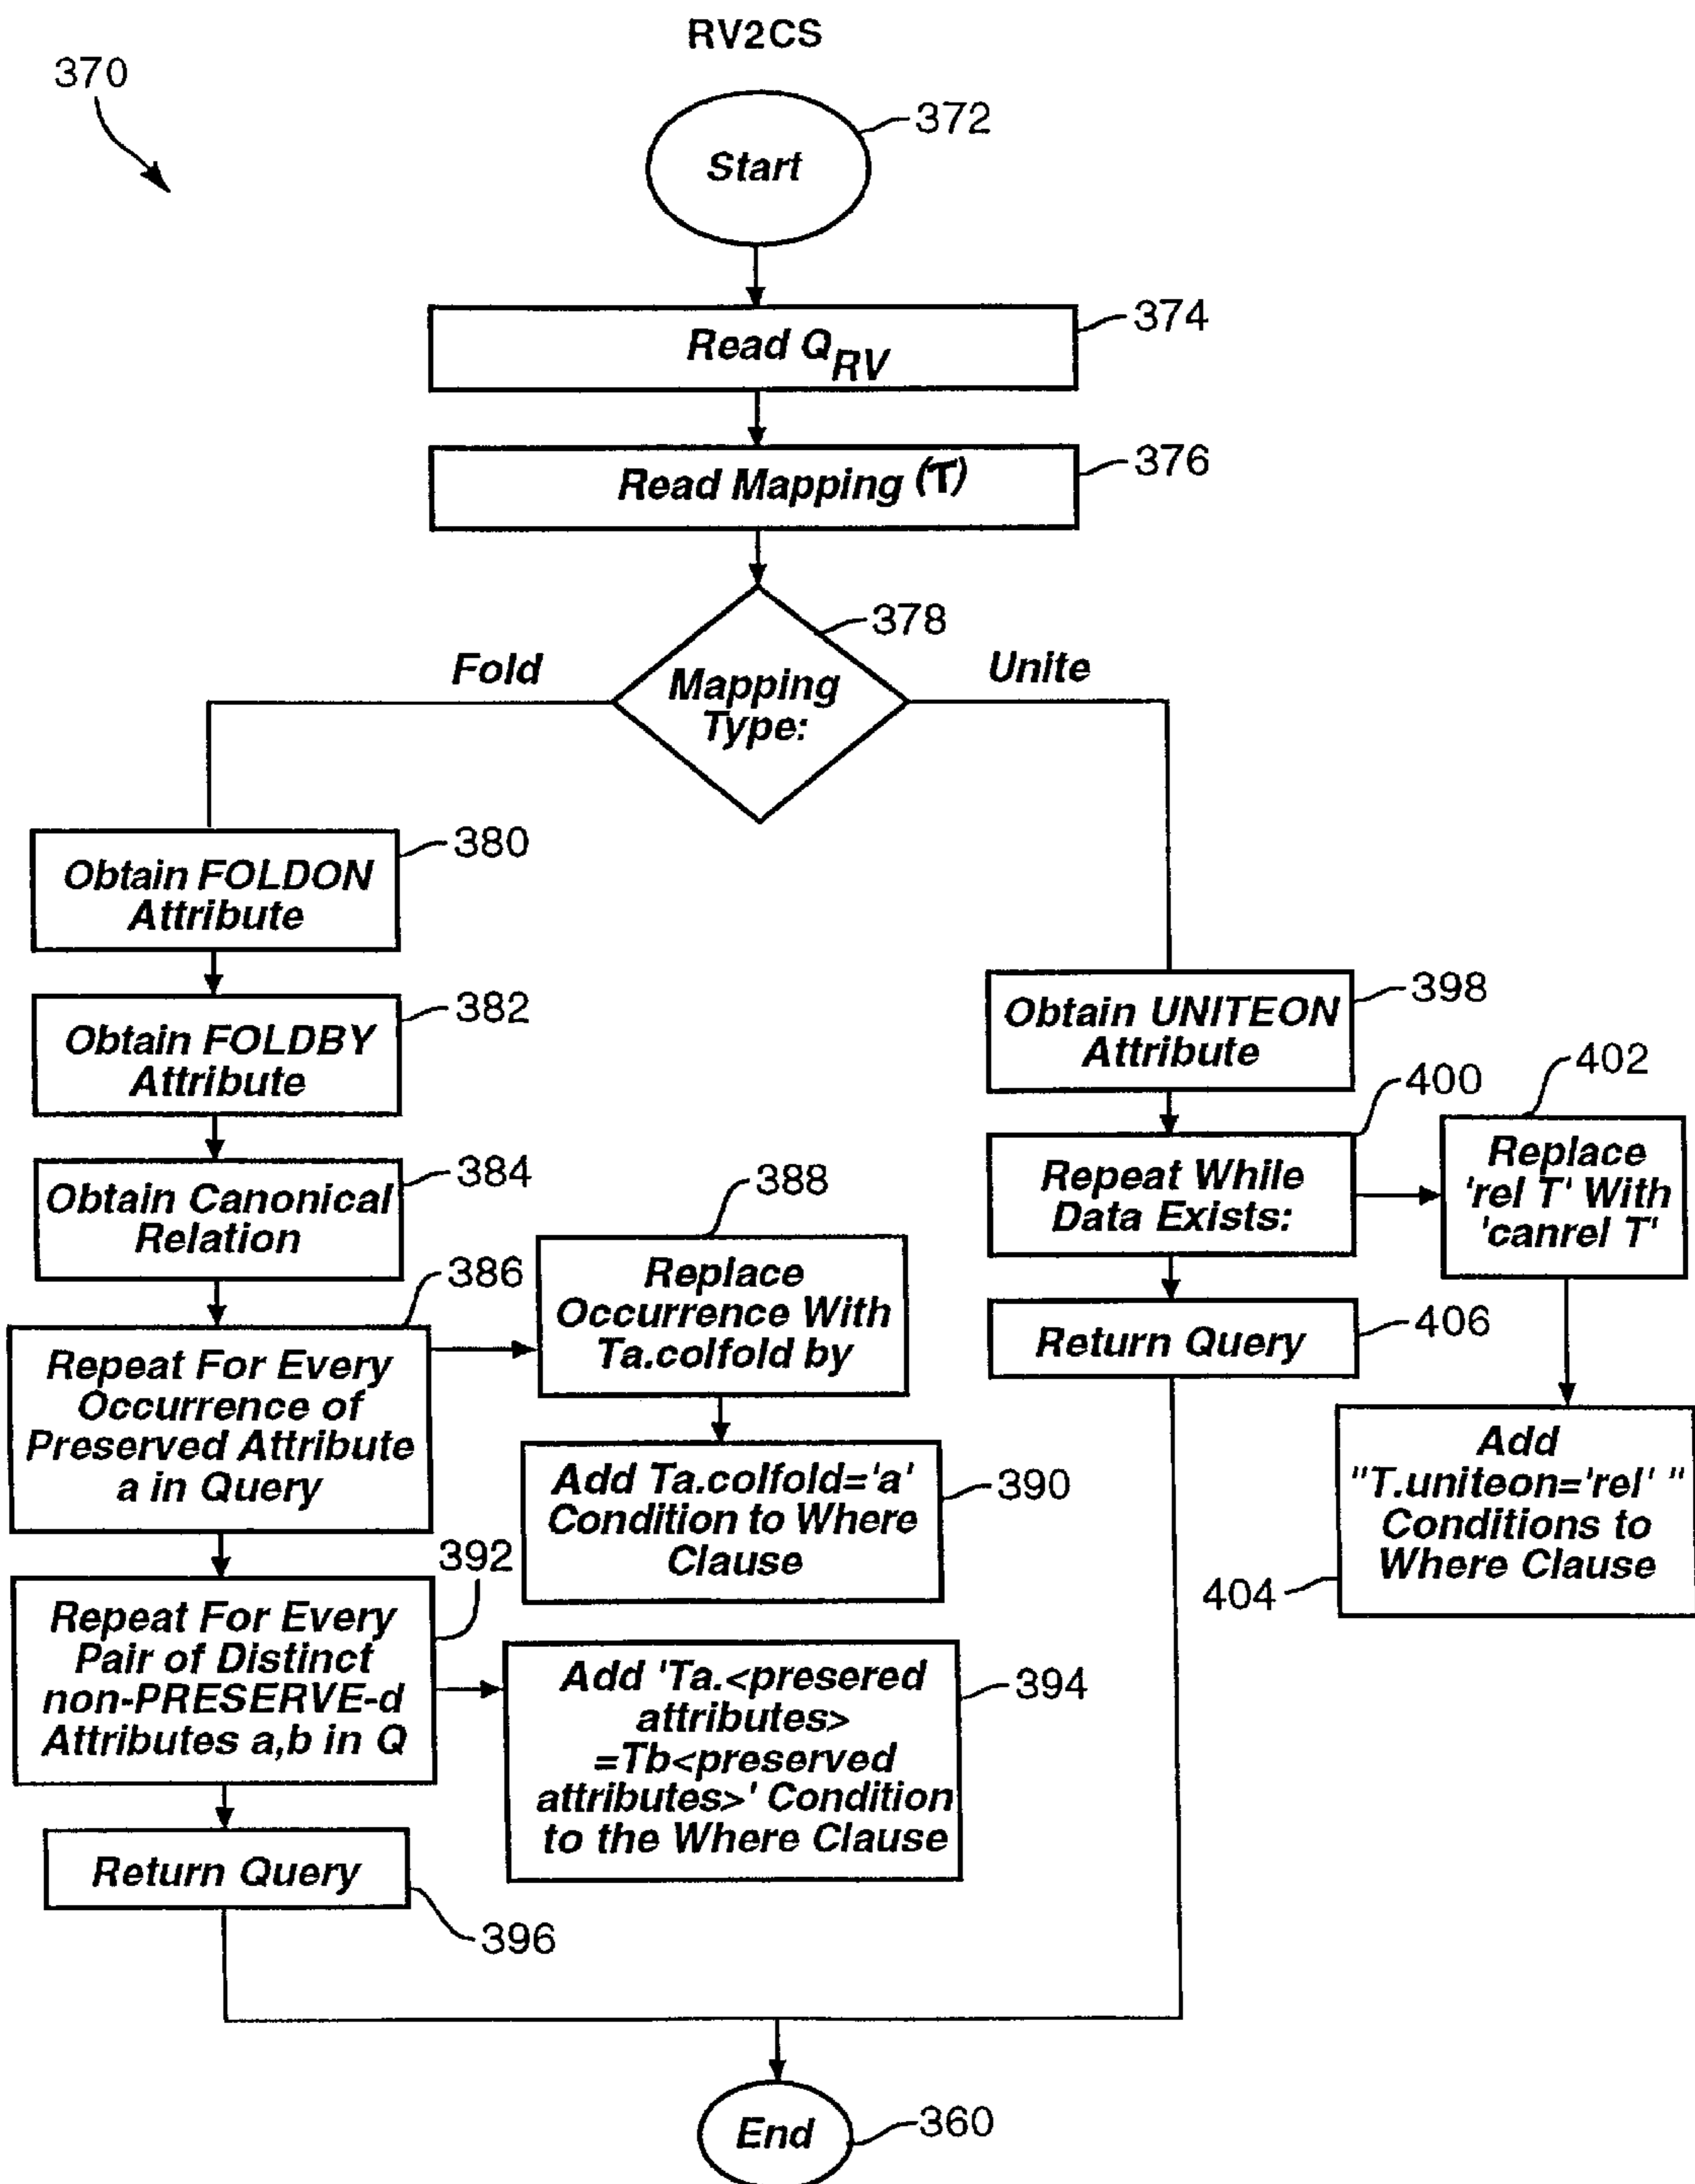 RV2CS
370
372
Start
374
Read QRV
376
Read Mapping (T)
378
Fold
Unite
Mapping
Type:
380
Obtain FOLDON
Attribute
382
Obtain FOLDBY
Attribute
384
Obtain Canonical
Relation
386
Repeat For Every
Occurrence of
Preserved Attribute
a in Query
388
Replace
Occurrence With
Ta.colfold by
Add Ta.colfold='a'
Condition to Where
Clause
390
392
Repeat For Every
Pair of Distinct
non-PRESERVE-d
Attributes a,b in Q
Add 'Ta.<presered
attributes>
=Tb<preserved
attributes>' Condition
to the Where Clause
394
Return Query
396
398
Obtain UNITEON
Attribute
400
Repeat While
Data Exists:
402
Replace
'rel T' With
'canrel T'
Return Query
406
Add
"T.uniteon='rel' "
Conditions to
Where Clause
404
End
360